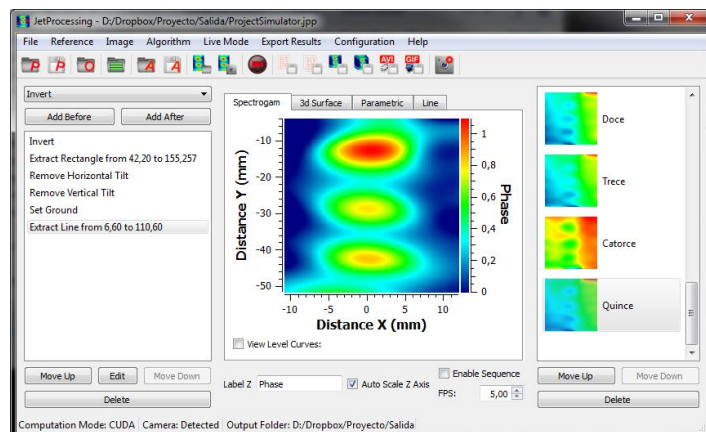 JetProcessing - D:/Dropbox/Proyecto/Salida/ProjectSimulator.jpp
File Reference Image Algorithm Live Mode Export Results Configuration Help
P P O A A AVI GIF
Invert
Add Before Add After
Invert
Extract Rectangle from 42,20 to 155,257
Remove Horizontal Tilt
Remove Vertical Tilt
Set Ground
Extract Line from 6,60 to 110,60
Move Up Edit Move Down
Delete
Spectrogam 3d Surface Parametric Line
Distance Y (mm)
-10
-20
-30
-40
-50
-10 -5 0 5 10
Distance X (mm)
1
0,8
0,6
0,4
0,2
0
Phase
View Level Curves:
Label Z Phase Auto Scale Z Axis
Enable Sequence
FPS: 5,00
Doce
Trece
Catorce
Quince
Move Up Move Down
Delete
Computation Mode: CUDA Camera: Detected Output Folder: D:/Dropbox/Proyecto/Salida